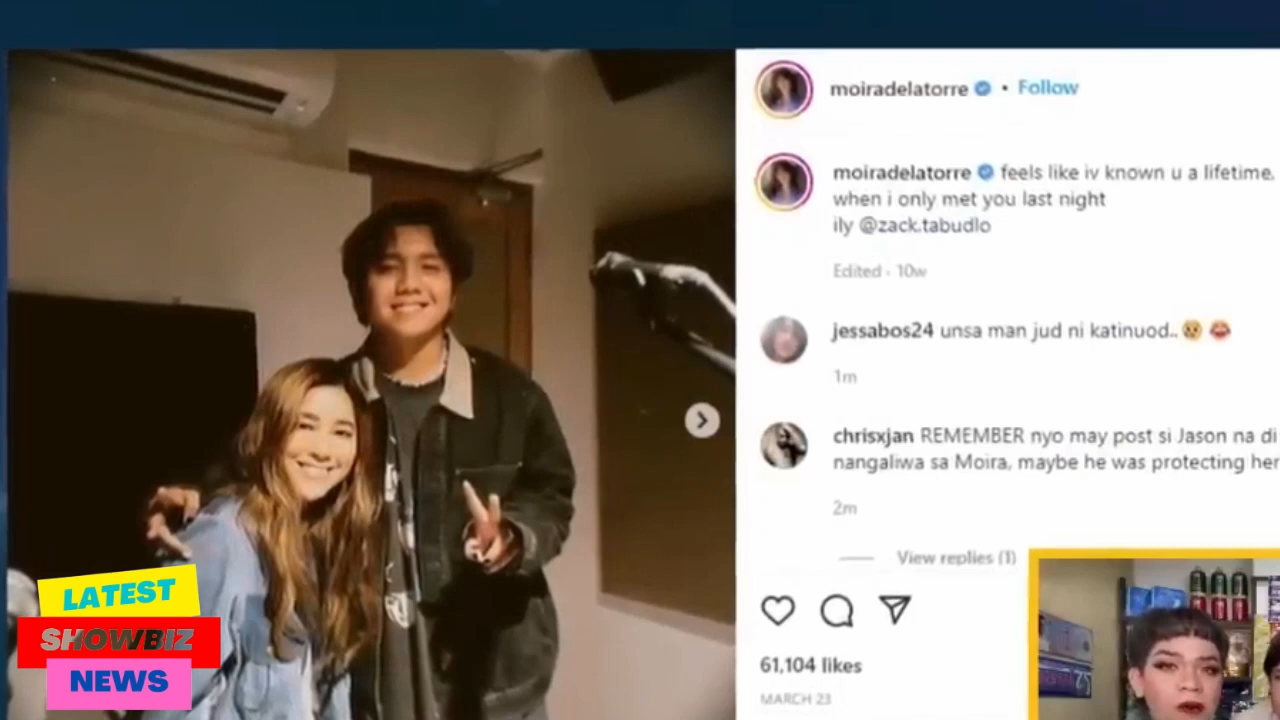 moiradelatorre • Follow
moiradelatorre feels like iv known u a lifetime,
when i only met you last night
ily @zack.tabudlo
Edited · 10w
jessabos24 unsa man jud ni katinuod..
1m
chrisxjan REMEMBER nyo may post si Jason na di
nangaliwa sa Moira, maybe he was protecting her
2m
View replies (1)
61,104 likes
MARCH 23
LATEST
SHOWBIZ
NEWS